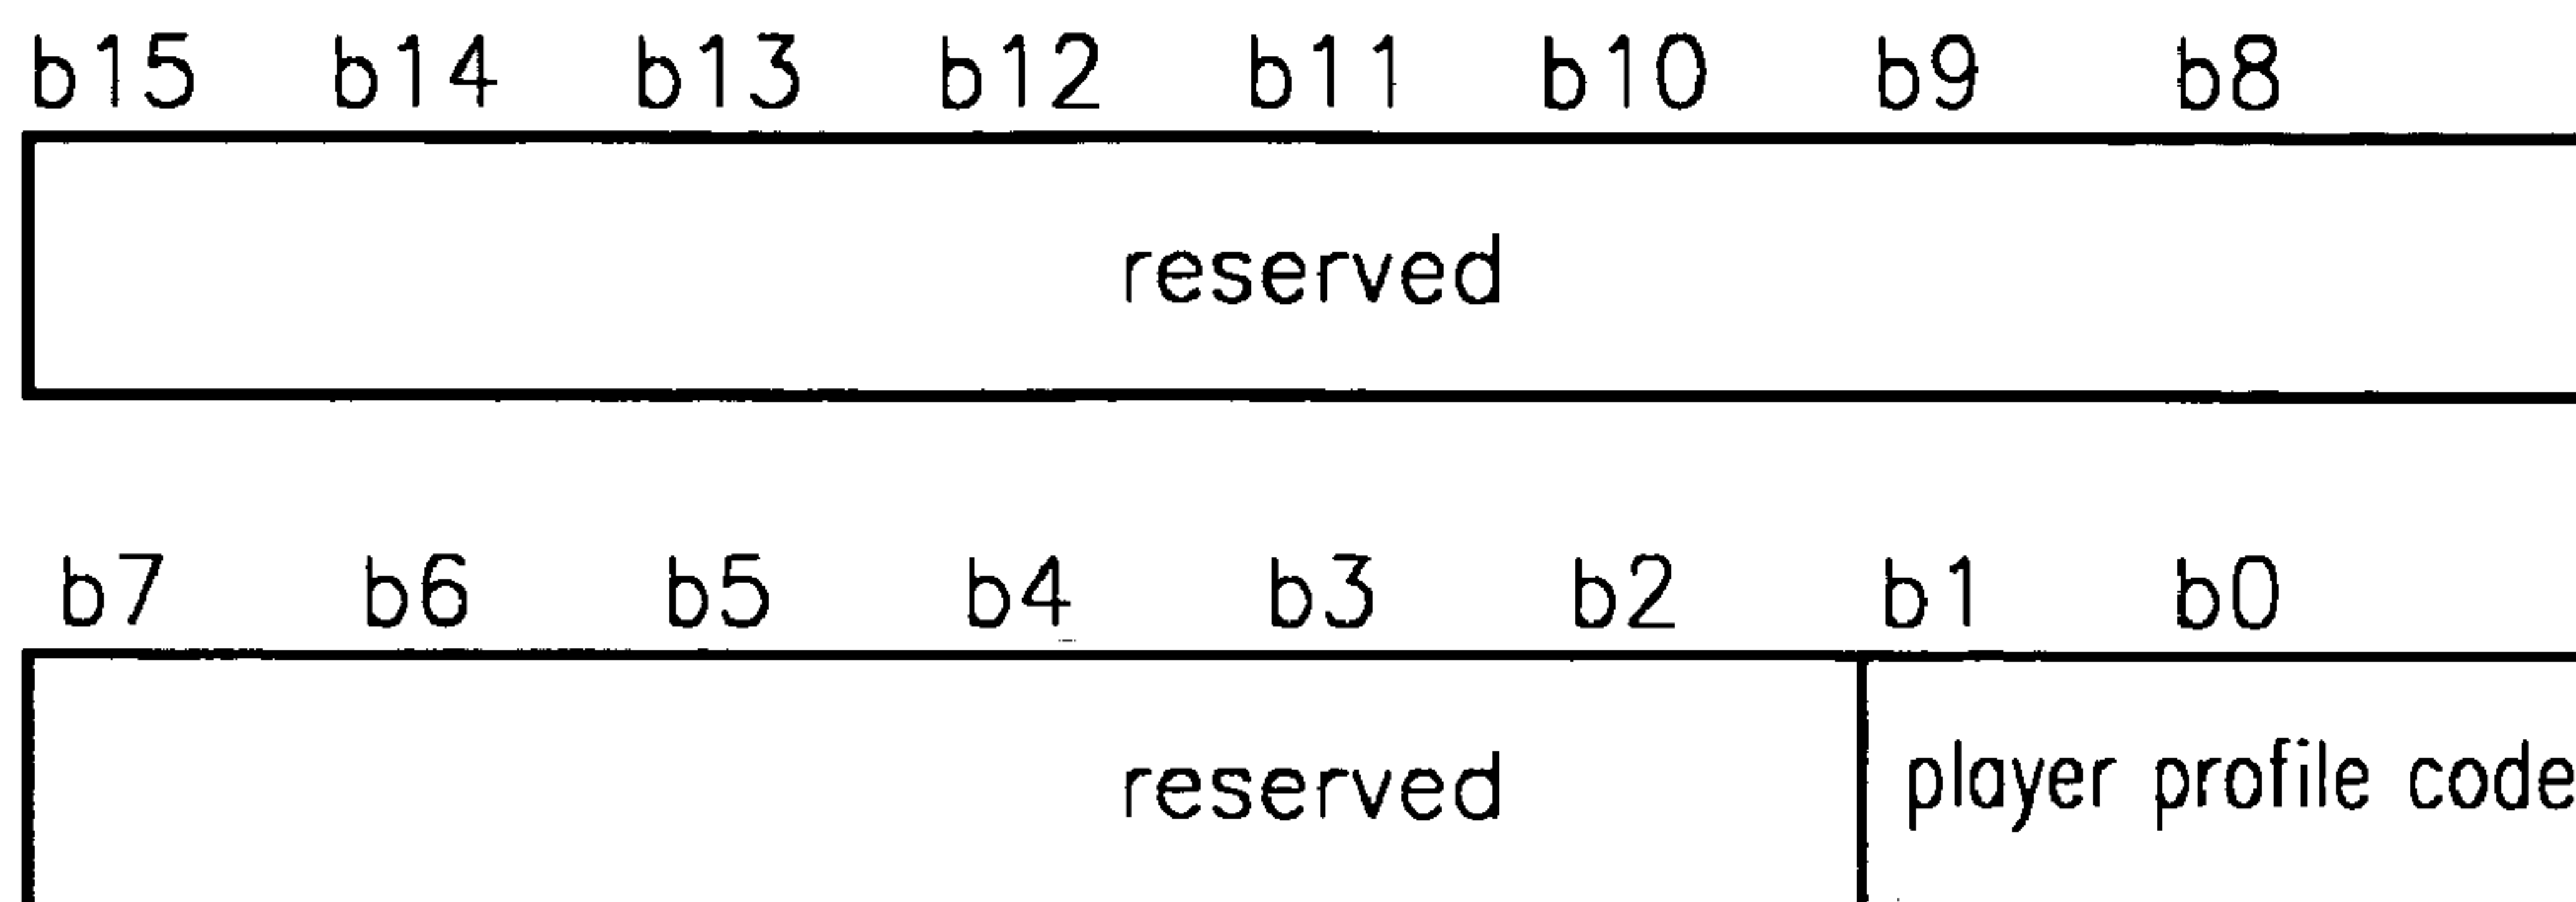 b15 b14 b13 b12 b11 b10 b9 b8
reserved
b7 b6 b5 b4 b3 b2 b1 b0
reserved player profile code